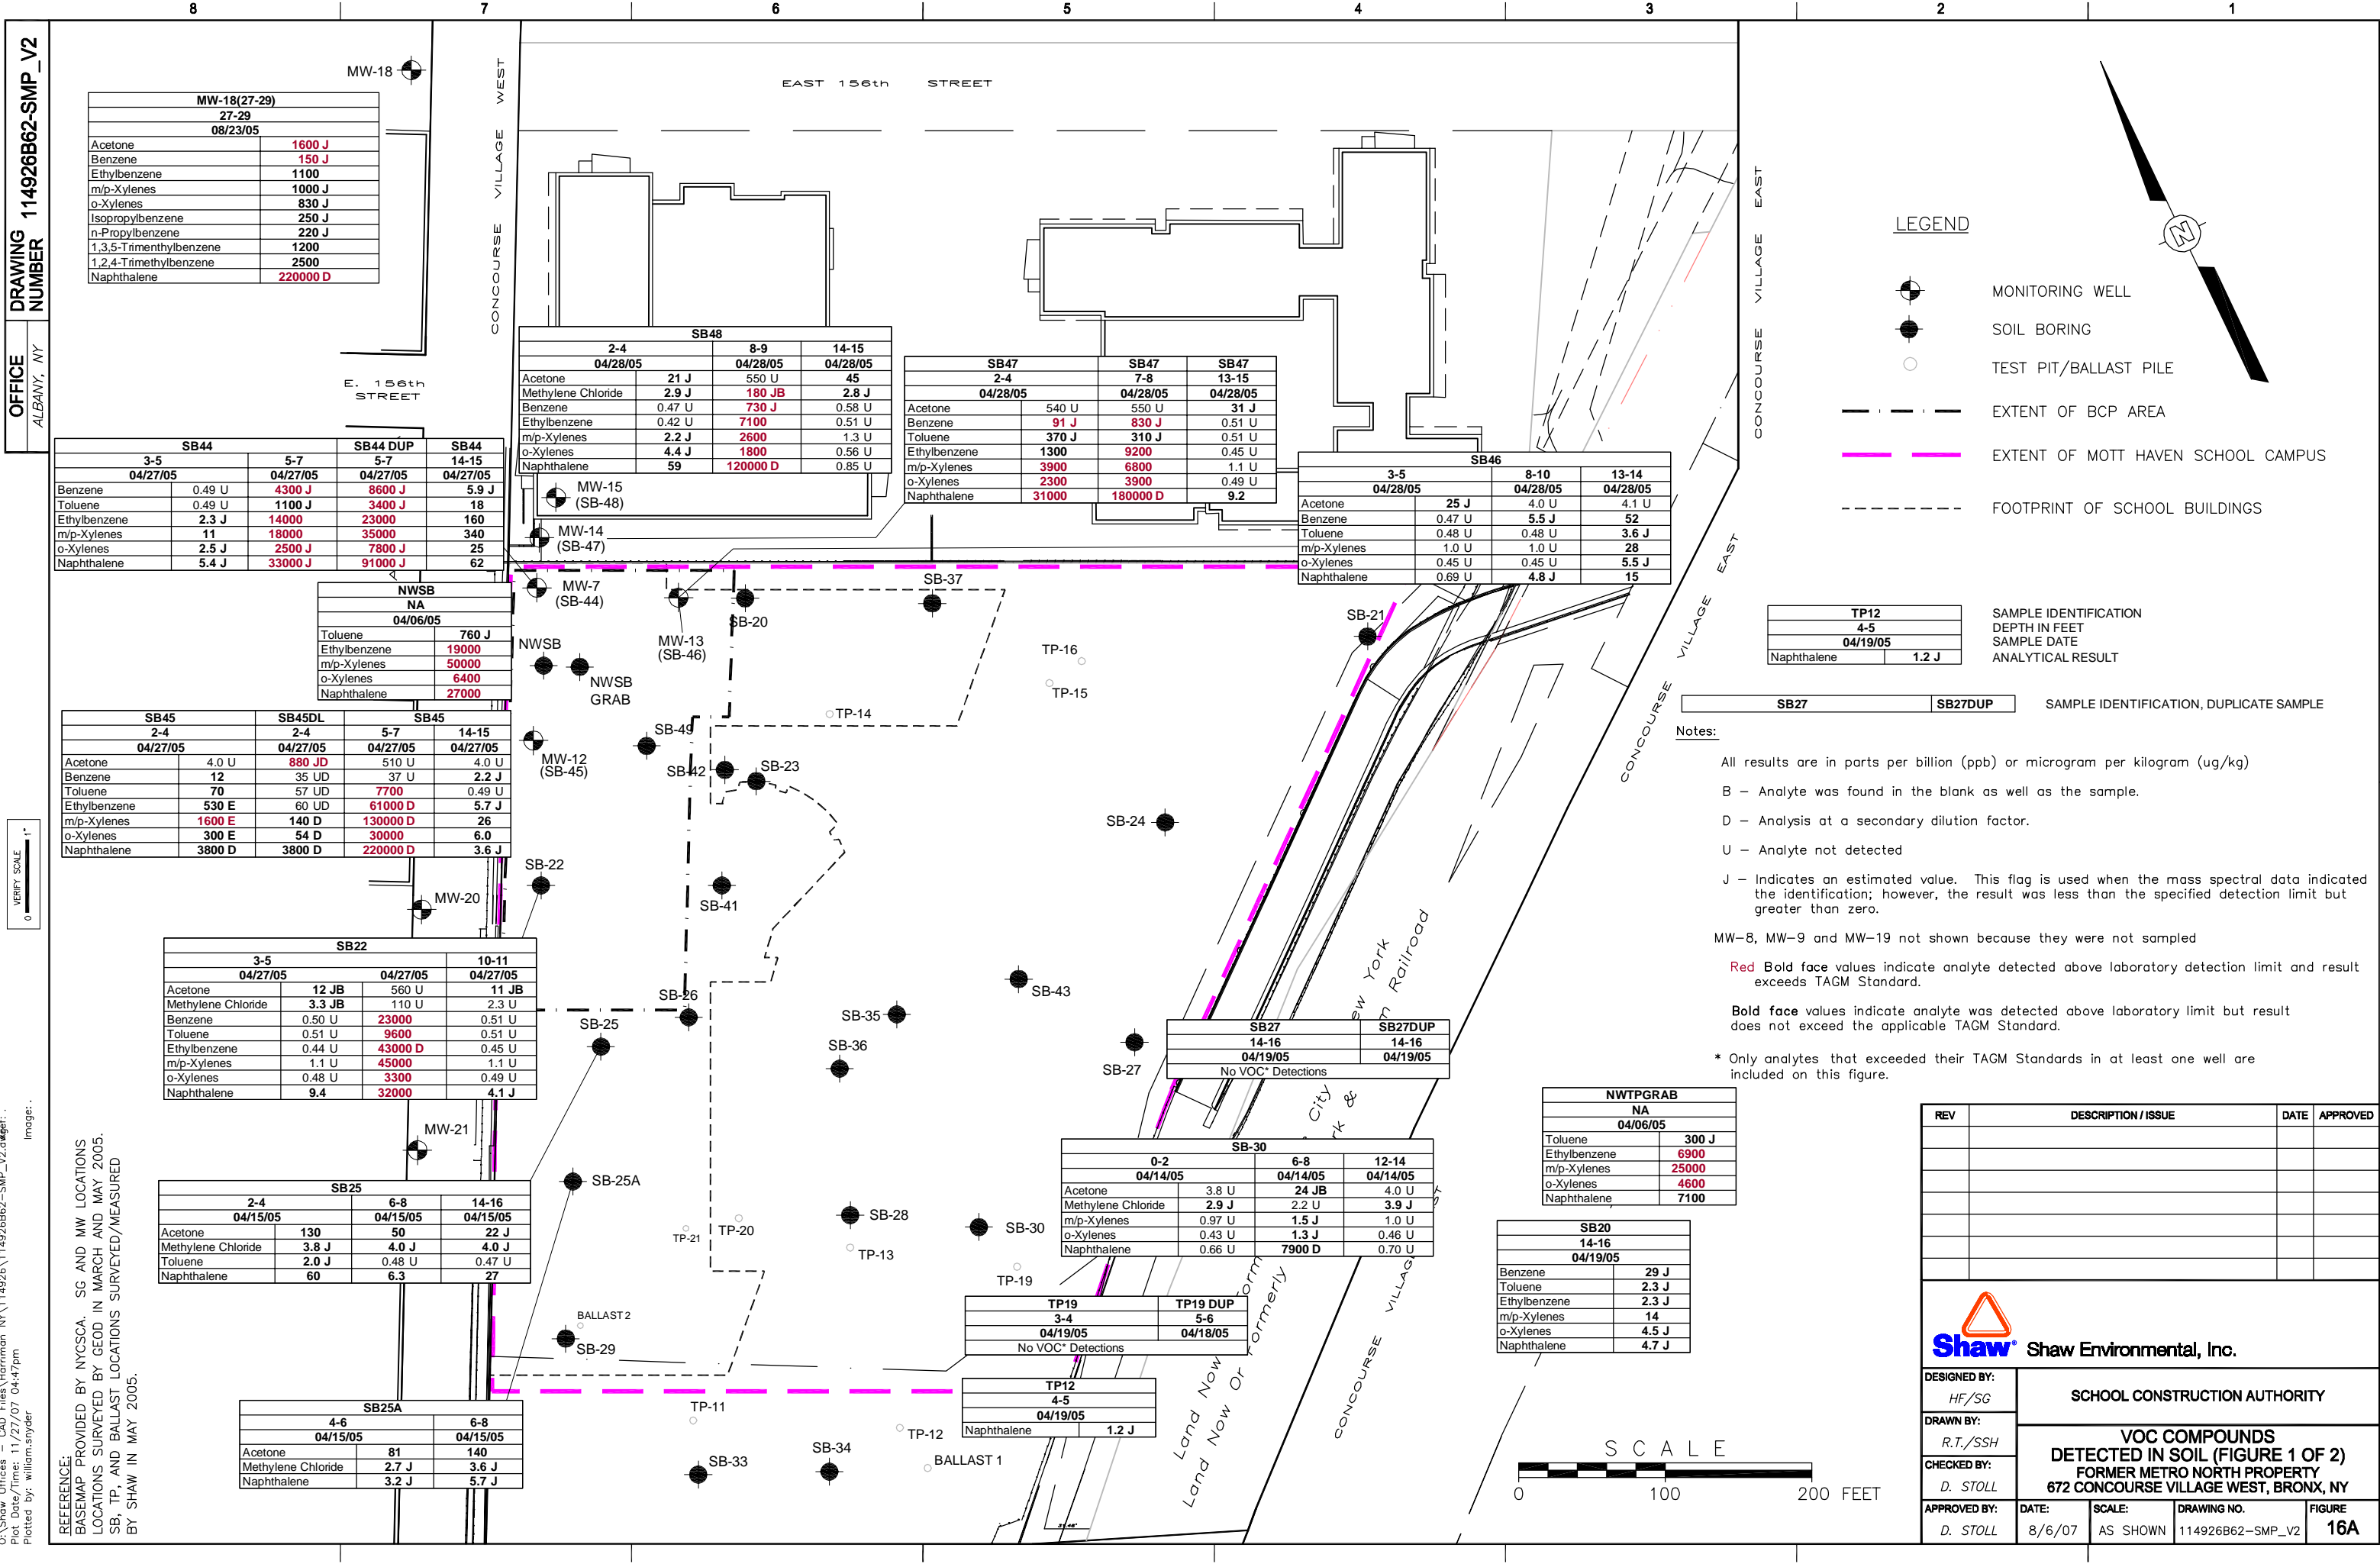 8 7 6 5 4 3 2 1
DRAWING NUMBER 114926B62-SMP_V2
OFFICE ALBANY, NY
VERIFY SCALE
0 1"
MW-18
MW-18(27-29)
27-29
08/23/05
Acetone 1600 J
Benzene 150 J
Ethylbenzene 1100
m/p-Xylenes 1000 J
o-Xylenes 830 J
Isopropylbenzene 250 J
n-Propylbenzene 220 J
1,3,5-Trimenthylbenzene 1200
1,2,4-Trimethylbenzene 2500
Naphthalene 220000 D
CONCOURSE VILLAGE WEST
EAST 156th STREET
E. 156th
STREET
CONCOURSE VILLAGE EAST
SB48
2-4 8-9 14-15
04/28/05 04/28/05 04/28/05
Acetone 21 J 550 U 45
Methylene Chloride 2.9 J 180 JB 2.8 J
Benzene 0.47 U 730 J 0.58 U
Ethylbenzene 0.42 U 7100 0.51 U
m/p-Xylenes 2.2 J 2600 1.3 U
o-Xylenes 4.4 J 1800 0.56 U
Naphthalene 59 120000 D 0.85 U
SB47 SB47 SB47
2-4 7-8 13-15
04/28/05 04/28/05 04/28/05
Acetone 540 U 550 U 31 J
Benzene 91 J 830 J 0.51 U
Toluene 370 J 310 J 0.51 U
Ethylbenzene 1300 9200 0.45 U
m/p-Xylenes 3900 6800 1.1 U
o-Xylenes 2300 3900 0.49 U
Naphthalene 31000 180000 D 9.2
SB46
3-5 8-10 13-14
04/28/05 04/28/05 04/28/05
Acetone 25 J 4.0 U 4.1 U
Benzene 0.47 U 5.5 J 52
Toluene 0.48 U 0.48 U 3.6 J
m/p-Xylenes 1.0 U 1.0 U 28
o-Xylenes 0.45 U 0.45 U 5.5 J
Naphthalene 0.69 U 4.8 J 15
SB44 SB44 DUP SB44
3-5 5-7 5-7 14-15
04/27/05 04/27/05 04/27/05 04/27/05
Benzene 0.49 U 4300 J 8600 J 5.9 J
Toluene 0.49 U 1100 J 3400 J 18
Ethylbenzene 2.3 J 14000 23000 160
m/p-Xylenes 11 18000 35000 340
o-Xylenes 2.5 J 2500 J 7800 J 25
Naphthalene 5.4 J 33000 J 91000 J 62
NWSB
NA
04/06/05
Toluene 760 J
Ethylbenzene 19000
m/p-Xylenes 50000
o-Xylenes 6400
Naphthalene 27000
SB45 SB45DL SB45
2-4 2-4 5-7 14-15
04/27/05 04/27/05 04/27/05 04/27/05
Acetone 4.0 U 880 JD 510 U 4.0 U
Benzene 12 35 UD 37 U 2.2 J
Toluene 70 57 UD 7700 0.49 U
Ethylbenzene 530 E 60 UD 61000 D 5.7 J
m/p-Xylenes 1600 E 140 D 130000 D 26
o-Xylenes 300 E 54 D 30000 6.0
Naphthalene 3800 D 3800 D 220000 D 3.6 J
SB22
3-5 10-11
04/27/05 04/27/05 04/27/05
Acetone 12 JB 560 U 11 JB
Methylene Chloride 3.3 JB 110 U 2.3 U
Benzene 0.50 U 23000 0.51 U
Toluene 0.51 U 9600 0.51 U
Ethylbenzene 0.44 U 43000 D 0.45 U
m/p-Xylenes 1.1 U 45000 1.1 U
o-Xylenes 0.48 U 3300 0.49 U
Naphthalene 9.4 32000 4.1 J
SB25
2-4 6-8 14-16
04/15/05 04/15/05 04/15/05
Acetone 130 50 22 J
Methylene Chloride 3.8 J 4.0 J 4.0 J
Toluene 2.0 J 0.48 U 0.47 U
Naphthalene 60 6.3 27
SB25A
4-6 6-8
04/15/05 04/15/05
Acetone 81 140
Methylene Chloride 2.7 J 3.6 J
Naphthalene 3.2 J 5.7 J
MW-15
(SB-48)
MW-14
(SB-47)
MW-7
(SB-44)
MW-13
(SB-46)
SB-20
SB-37
SB-21
NWSB
NWSB
GRAB
TP-16
TP-15
TP-14
MW-12
(SB-45)
SB-49
SB-42
SB-23
SB-24
SB-22
MW-20
SB-41
SB-26
SB-25
SB-43
SB-35
SB-36
SB-27
MW-21
SB-25A
TP-21
TP-20
SB-28
TP-13
SB-30
TP-19
BALLAST 2
SB-29
TP-11
TP-12
SB-33
SB-34
BALLAST 1
SB27 SB27DUP
14-16 14-16
04/19/05 04/19/05
No VOC* Detections
SB-30
0-2 6-8 12-14
04/14/05 04/14/05 04/14/05
Acetone 3.8 U 24 JB 4.0 U
Methylene Chloride 2.9 J 2.2 U 3.9 J
m/p-Xylenes 0.97 U 1.5 J 1.0 U
o-Xylenes 0.43 U 1.3 J 0.46 U
Naphthalene 0.66 U 7900 D 0.70 U
TP19 TP19 DUP
3-4 5-6
04/19/05 04/18/05
No VOC* Detections
TP12
4-5
04/19/05
Naphthalene 1.2 J
NWTPGRAB
NA
04/06/05
Toluene 300 J
Ethylbenzene 6900
m/p-Xylenes 25000
o-Xylenes 4600
Naphthalene 7100
SB20
14-16
04/19/05
Benzene 29 J
Toluene 2.3 J
Ethylbenzene 2.3 J
m/p-Xylenes 14
o-Xylenes 4.5 J
Naphthalene 4.7 J
CONCOURSE VILLAGE EAST
Railroad
City
Land Now
Land Now Or Formerly
CONCOURSE
SCALE
0 100 200 FEET
N
LEGEND
MONITORING WELL
SOIL BORING
TEST PIT/BALLAST PILE
EXTENT OF BCP AREA
EXTENT OF MOTT HAVEN SCHOOL CAMPUS
FOOTPRINT OF SCHOOL BUILDINGS
TP12 SAMPLE IDENTIFICATION
4-5 DEPTH IN FEET
04/19/05 SAMPLE DATE
Naphthalene 1.2 J ANALYTICAL RESULT
SB27 SB27DUP SAMPLE IDENTIFICATION, DUPLICATE SAMPLE
Notes:
All results are in parts per billion (ppb) or microgram per kilogram (ug/kg)
B – Analyte was found in the blank as well as the sample.
D – Analysis at a secondary dilution factor.
U – Analyte not detected
J – Indicates an estimated value. This flag is used when the mass spectral data indicated
the identification; however, the result was less than the specified detection limit but
greater than zero.
MW-8, MW-9 and MW-19 not shown because they were not sampled
Red Bold face values indicate analyte detected above laboratory detection limit and result
exceeds TAGM Standard.
Bold face values indicate analyte was detected above laboratory limit but result
does not exceed the applicable TAGM Standard.
* Only analytes that exceeded their TAGM Standards in at least one well are
included on this figure.
REV DESCRIPTION / ISSUE DATE APPROVED
Shaw® Shaw Environmental, Inc.
DESIGNED BY: HF/SG
SCHOOL CONSTRUCTION AUTHORITY
DRAWN BY: R.T./SSH
CHECKED BY: D. STOLL
VOC COMPOUNDS
DETECTED IN SOIL (FIGURE 1 OF 2)
FORMER METRO NORTH PROPERTY
672 CONCOURSE VILLAGE WEST, BRONX, NY
APPROVED BY: D. STOLL
DATE: 8/6/07
SCALE: AS SHOWN
DRAWING NO. 114926B62-SMP_V2
FIGURE 16A
REFERENCE:
BASEMAP PROVIDED BY NYCSCA. SG AND MW LOCATIONS
LOCATIONS SURVEYED BY GEOD IN MARCH AND MAY 2005.
SB, TP, AND BALLAST LOCATIONS SURVEYED/MEASURED
BY SHAW IN MAY 2005.
Image: .
Plot Date/Time: 11/27/07 04:47pm
Plotted by: william.snyder